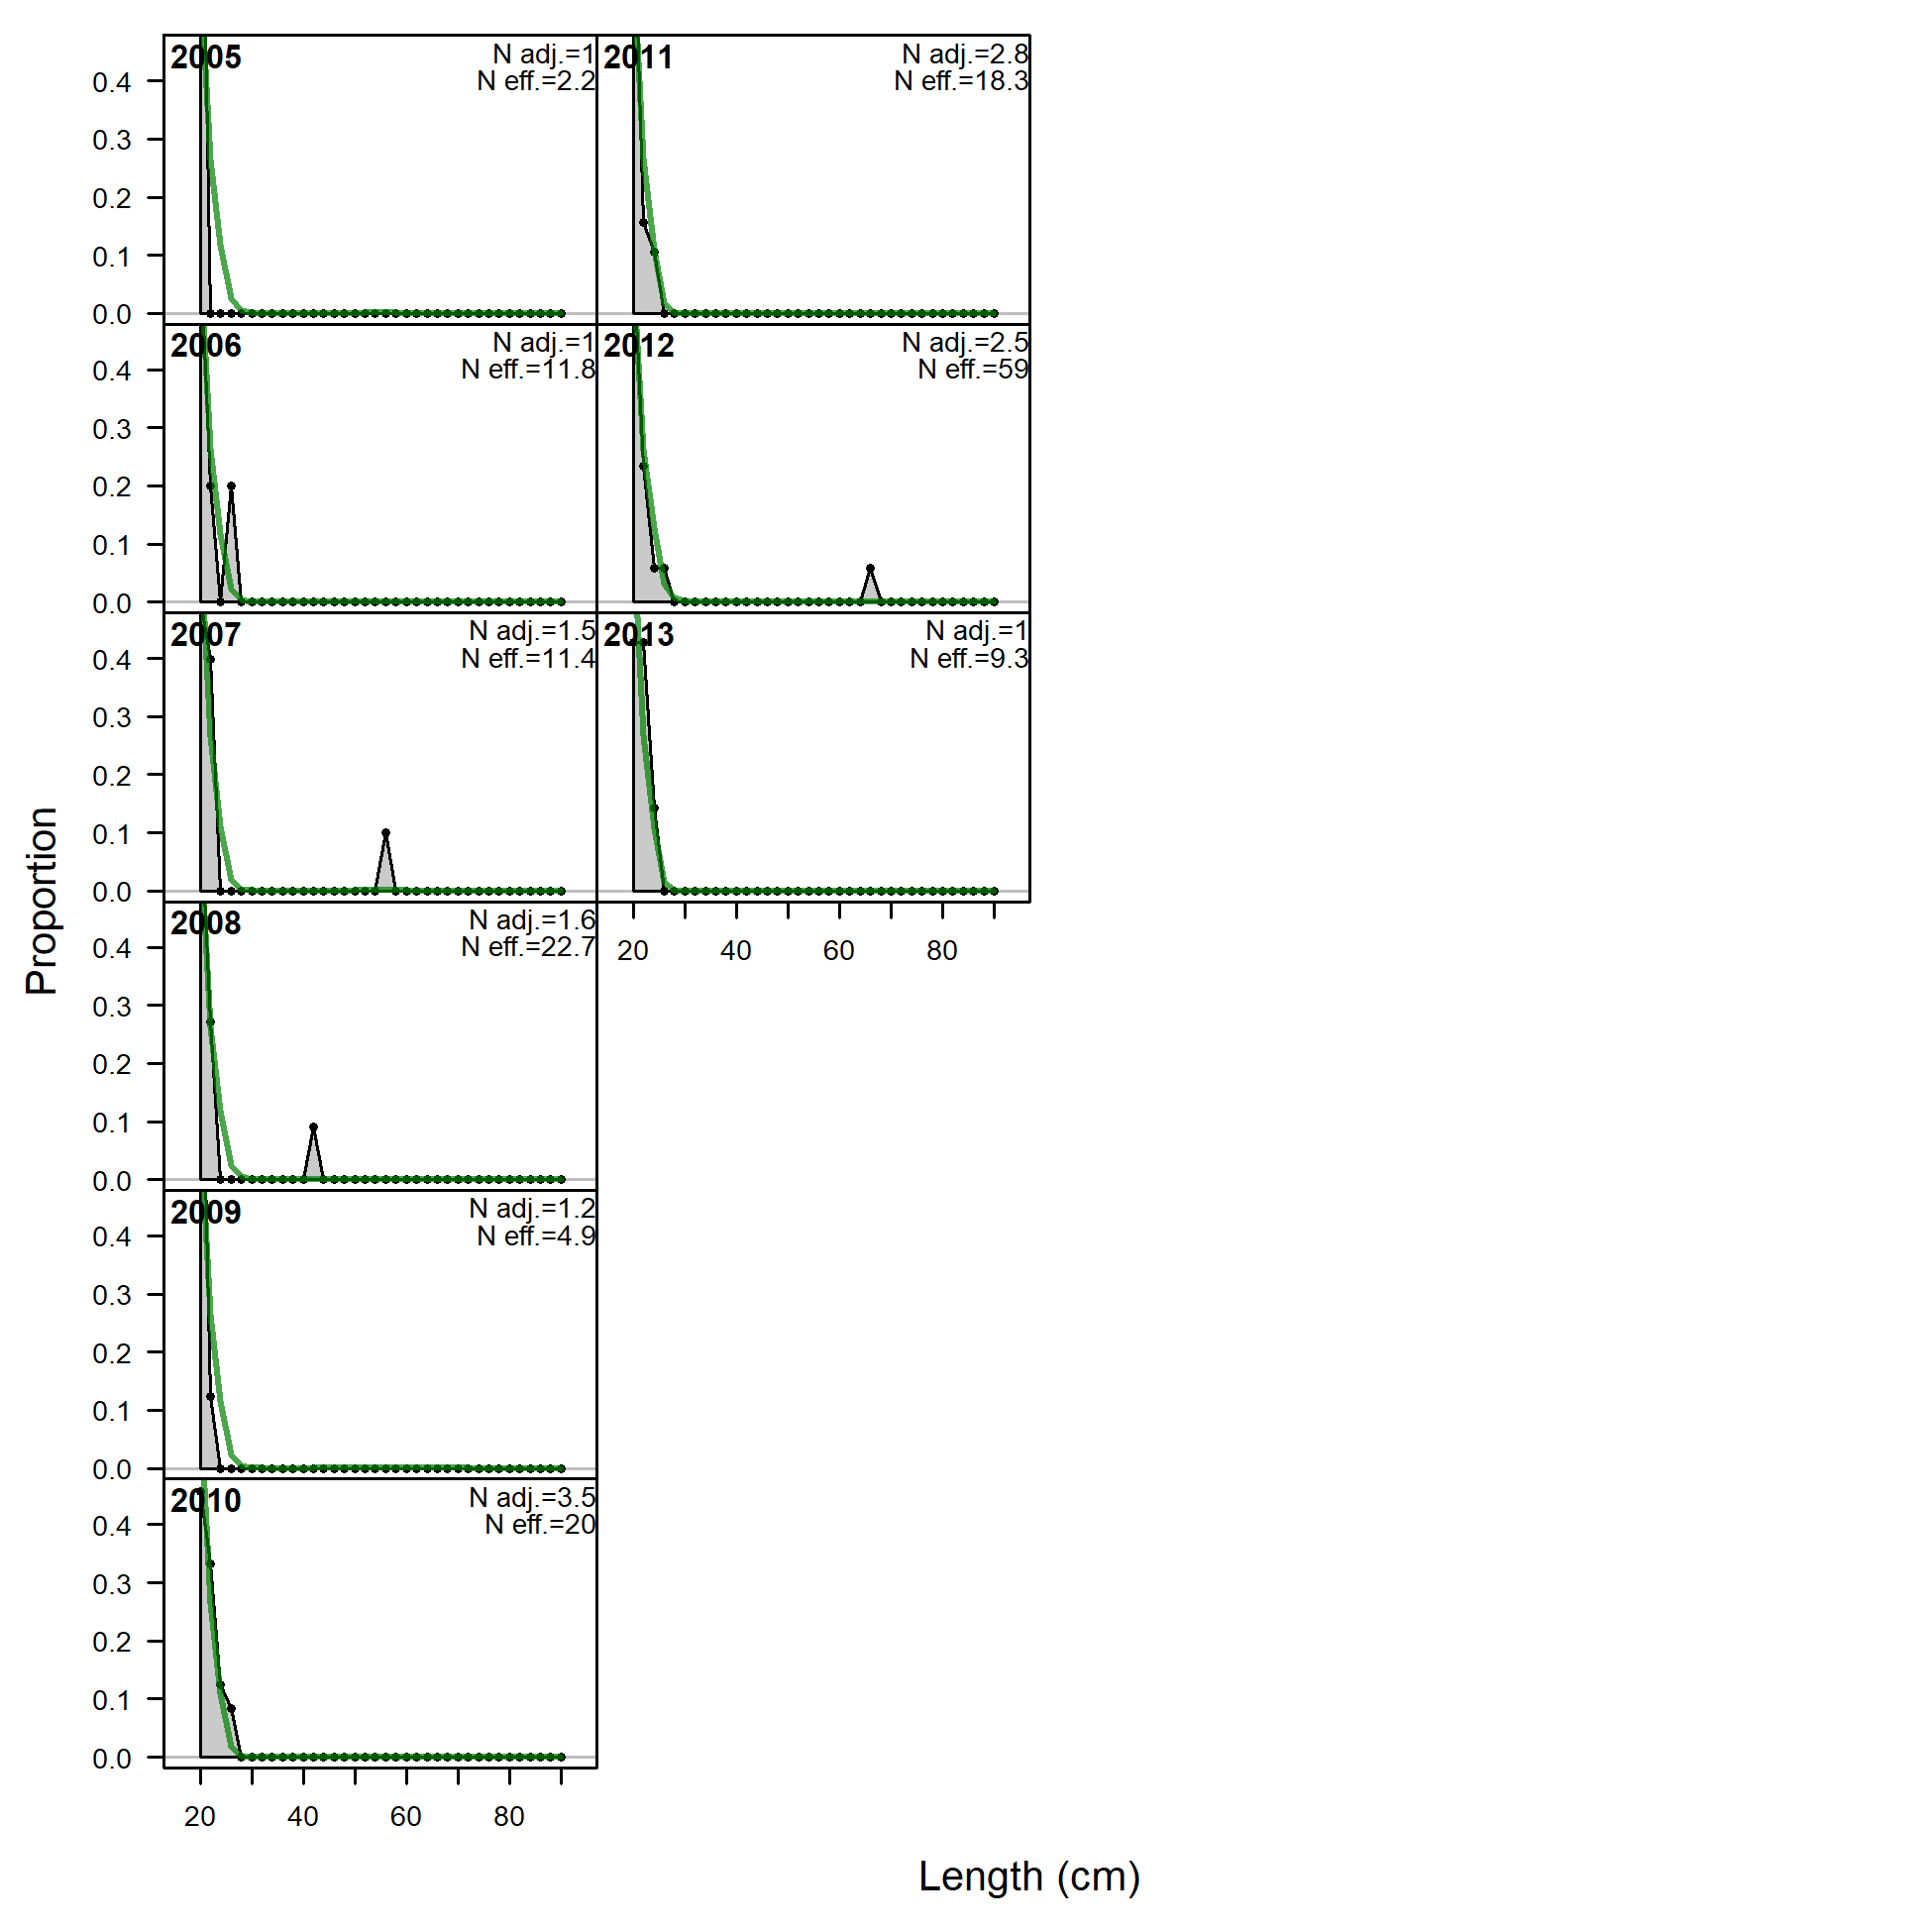 2005
N adj.=1
N eff.=2.2
0.4
0.3
0.2
0.1
0.0
2006
N adj.=1
N eff.=11.8
0.4
0.3
0.2
0.1
0.0
2007
N adj.=1.5
N eff.=11.4
0.4
0.3
0.2
0.1
0.0
2008
N adj.=1.6
N eff.=22.7
0.4
0.3
0.2
0.1
0.0
2009
N adj.=1.2
N eff.=4.9
0.4
0.3
0.2
0.1
0.0
2010
N adj.=3.5
N eff.=20
0.4
0.3
0.2
0.1
0.0
20 40 60 80
2011
N adj.=2.8
N eff.=18.3
2012
N adj.=2.5
N eff.=59
2013
N adj.=1
N eff.=9.3
20 40 60 80
Proportion
Length (cm)